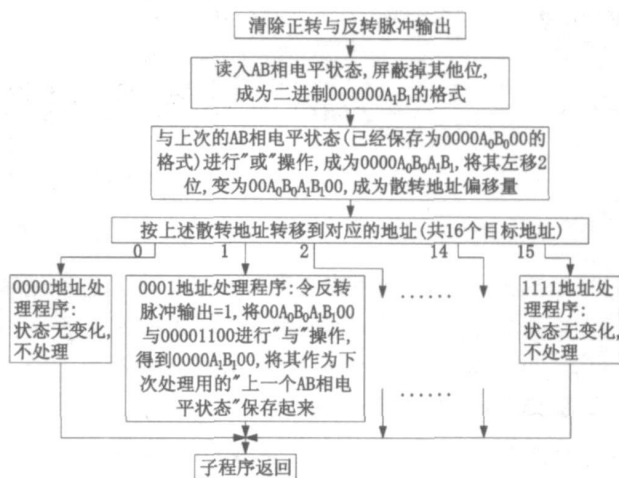 清除正转与反转脉冲输出
读入AB相电平状态,屏蔽掉其他位,
成为二进制000000A₁B₁的格式
与上次的AB相电平状态(已经保存为0000A₀B₀00的
格式)进行"或"操作,成为0000A₀B₀A₁B₁,将其左移2
位,变为00A₀B₀A₁B₁00,成为散转地址偏移量
按上述散转地址转移到对应的地址(共16个目标地址)
0 1 2 14 15
0000地址处
理程序:
状态无变化,
不处理
0001地址处理程序:令反转
脉冲输出=1,将00A₀B₀A₁B₁00
与00001100进行"与"操作,
得到0000A₁B₁00,将其作为下
次处理用的"上一个AB相电
平状态"保存起来
……
……
1111地址处
理程序:
状态无变化,
不处理
子程序返回